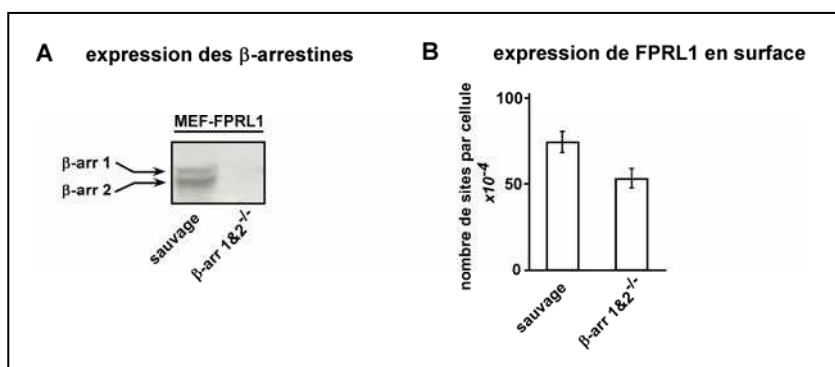 A expression des β-arrestines
MEF-FPRL1
β-arr 1
β-arr 2
sauvage
β-arr 1&2-/-
B expression de FPRL1 en surface
nombre de sites par cellule
x10-4
100
50
0
sauvage
β-arr 1&2-/-